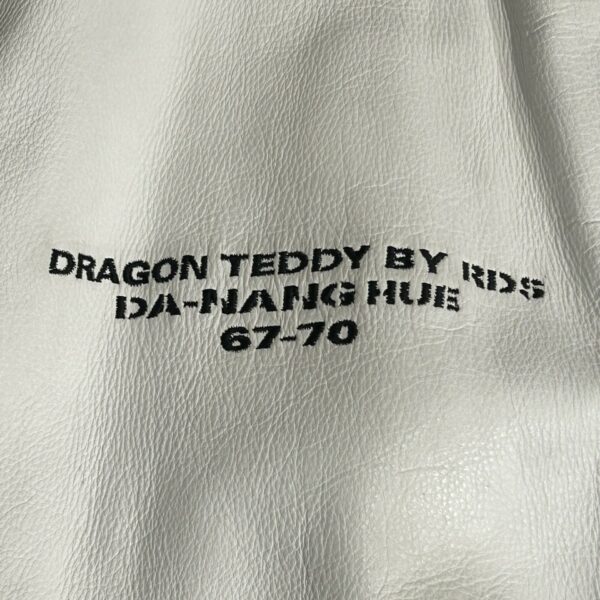 DRAGON TEDDY BY RDS
DA-NANG HUE
67-70